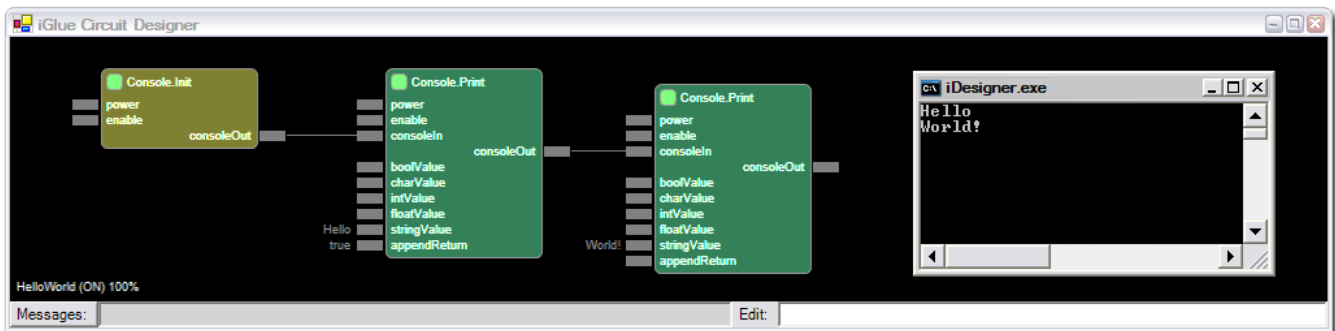 iGlue Circuit Designer
Console.Init
power
enable
consoleOut
Console.Print
power
enable
consoleIn
consoleOut
boolValue
charValue
intValue
floatValue
Hello stringValue
true appendReturn
Console.Print
power
enable
consoleIn
consoleOut
boolValue
charValue
intValue
floatValue
World! stringValue
appendReturn
C:\ iDesigner.exe
Hello
World!
HelloWorld (ON) 100%
Messages:
Edit: